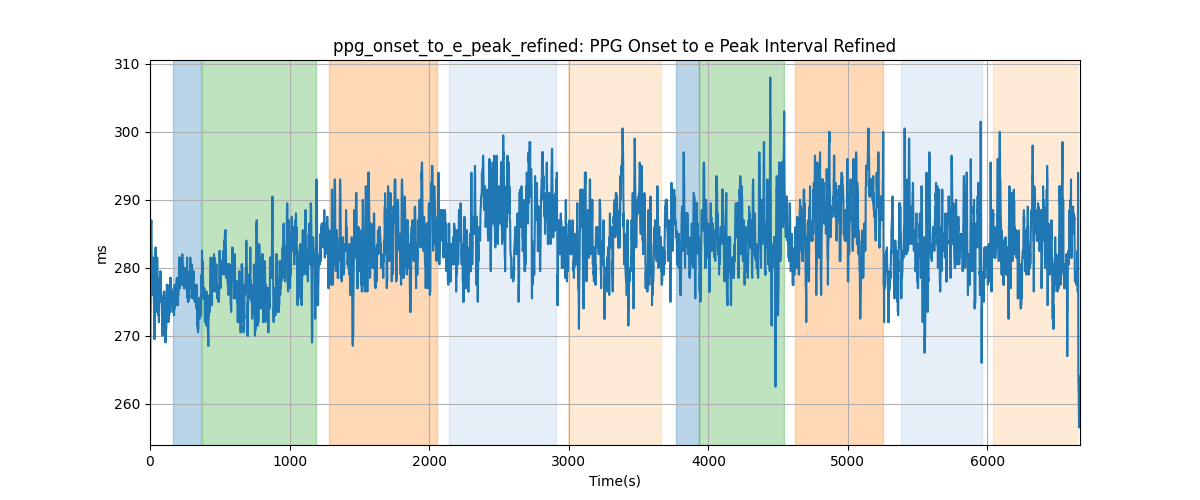 ppg_onset_to_e_peak_refined: PPG Onset to e Peak Interval Refined
310
300
290
280
270
260
ms
0 1000 2000 3000 4000 5000 6000
Time(s)